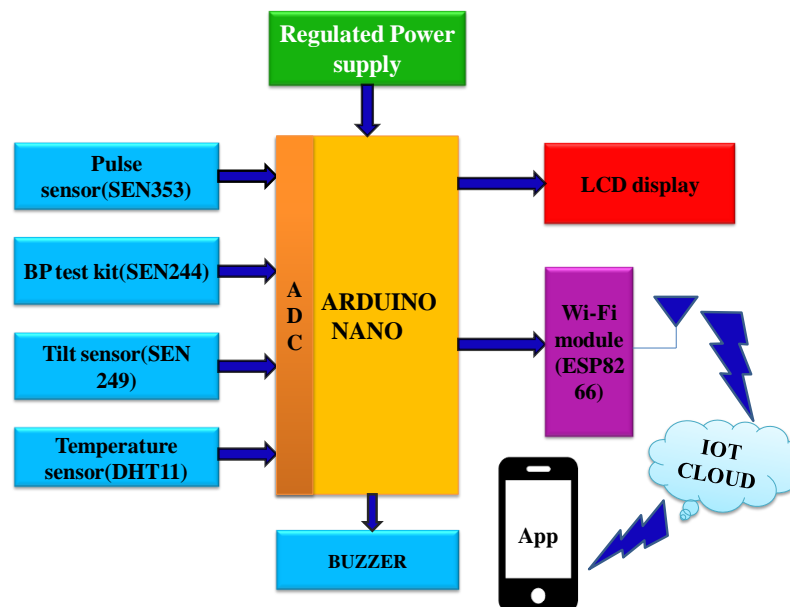 Regulated Power
supply
Pulse
sensor(SEN353)
BP test kit(SEN244)
Tilt sensor(SEN
249)
Temperature
sensor(DHT11)
A
D
C
ARDUINO
NANO
LCD display
Wi-Fi
module
(ESP82
66)
IOT
CLOUD
App
BUZZER